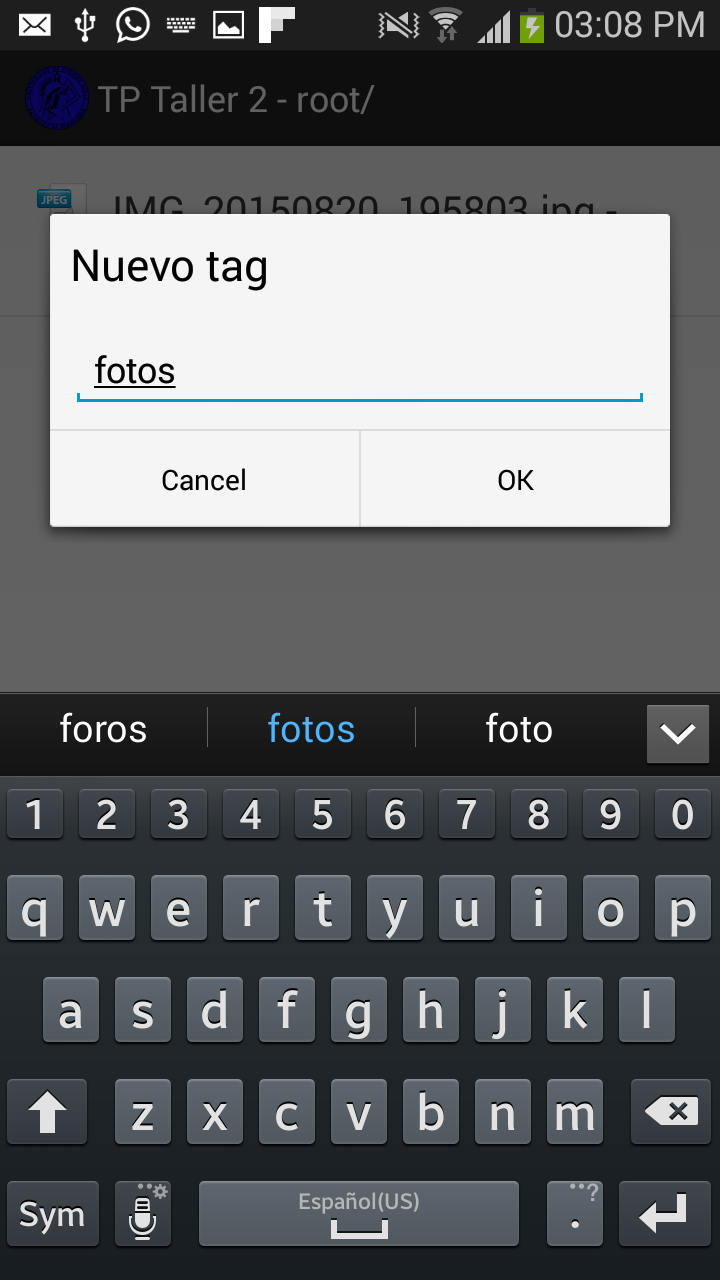 03:08 PM
TP Taller 2 - root/
JPEG
IMG_20150820_195803.jpg -
Nuevo tag
fotos
Cancel
OK
foros fotos foto
1 2 3 4 5 6 7 8 9 0
q w e r t y u i o p
a s d f g h j k l
z x c v b n m
Sym Español(US) . ?